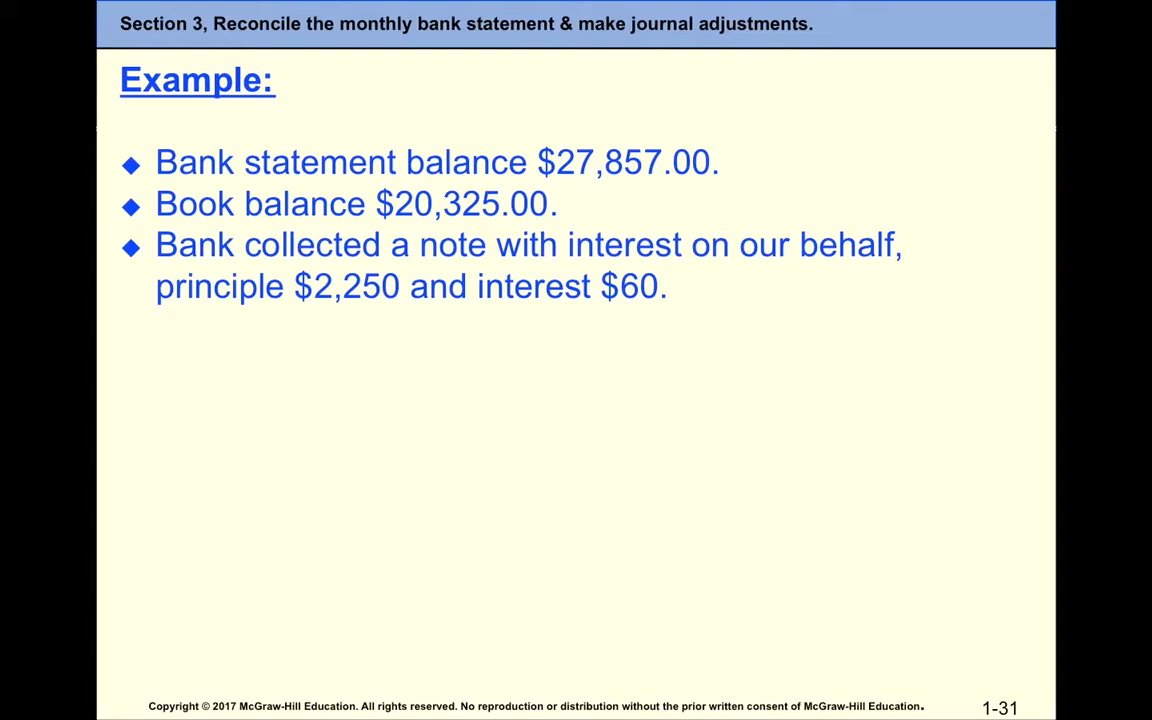 Section 3, Reconcile the monthly bank statement & make journal adjustments.
Example:
◆ Bank statement balance $27,857.00.
◆ Book balance $20,325.00.
◆ Bank collected a note with interest on our behalf,
principle $2,250 and interest $60.
Copyright © 2017 McGraw-Hill Education. All rights reserved. No reproduction or distribution without the prior written consent of McGraw-Hill Education.
1-31